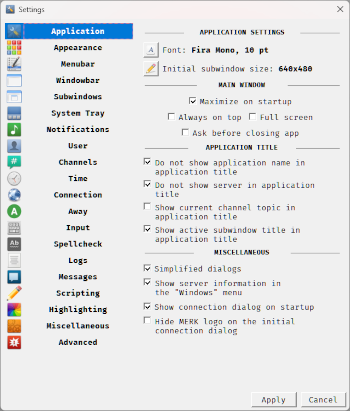 Settings
Application
Appearance
Menubar
Windowbar
Subwindows
System Tray
Notifications
User
Channels
Time
Connection
Away
Input
Spellcheck
Logs
Messages
Scripting
Highlighting
Miscellaneous
Advanced
APPLICATION SETTINGS
Font: Fira Mono, 10 pt
Initial subwindow size: 640x480
MAIN WINDOW
Maximize on startup
Always on top Full screen
Ask before closing app
APPLICATION TITLE
Do not show application name in
application title
Do not show server in application
title
Show current channel topic in
application title
Show active subwindow title in
application title
MISCELLANEOUS
Simplified dialogs
Show server information in
the "Windows" menu
Show connection dialog on startup
Hide MERK logo on the initial
connection dialog
Apply Cancel